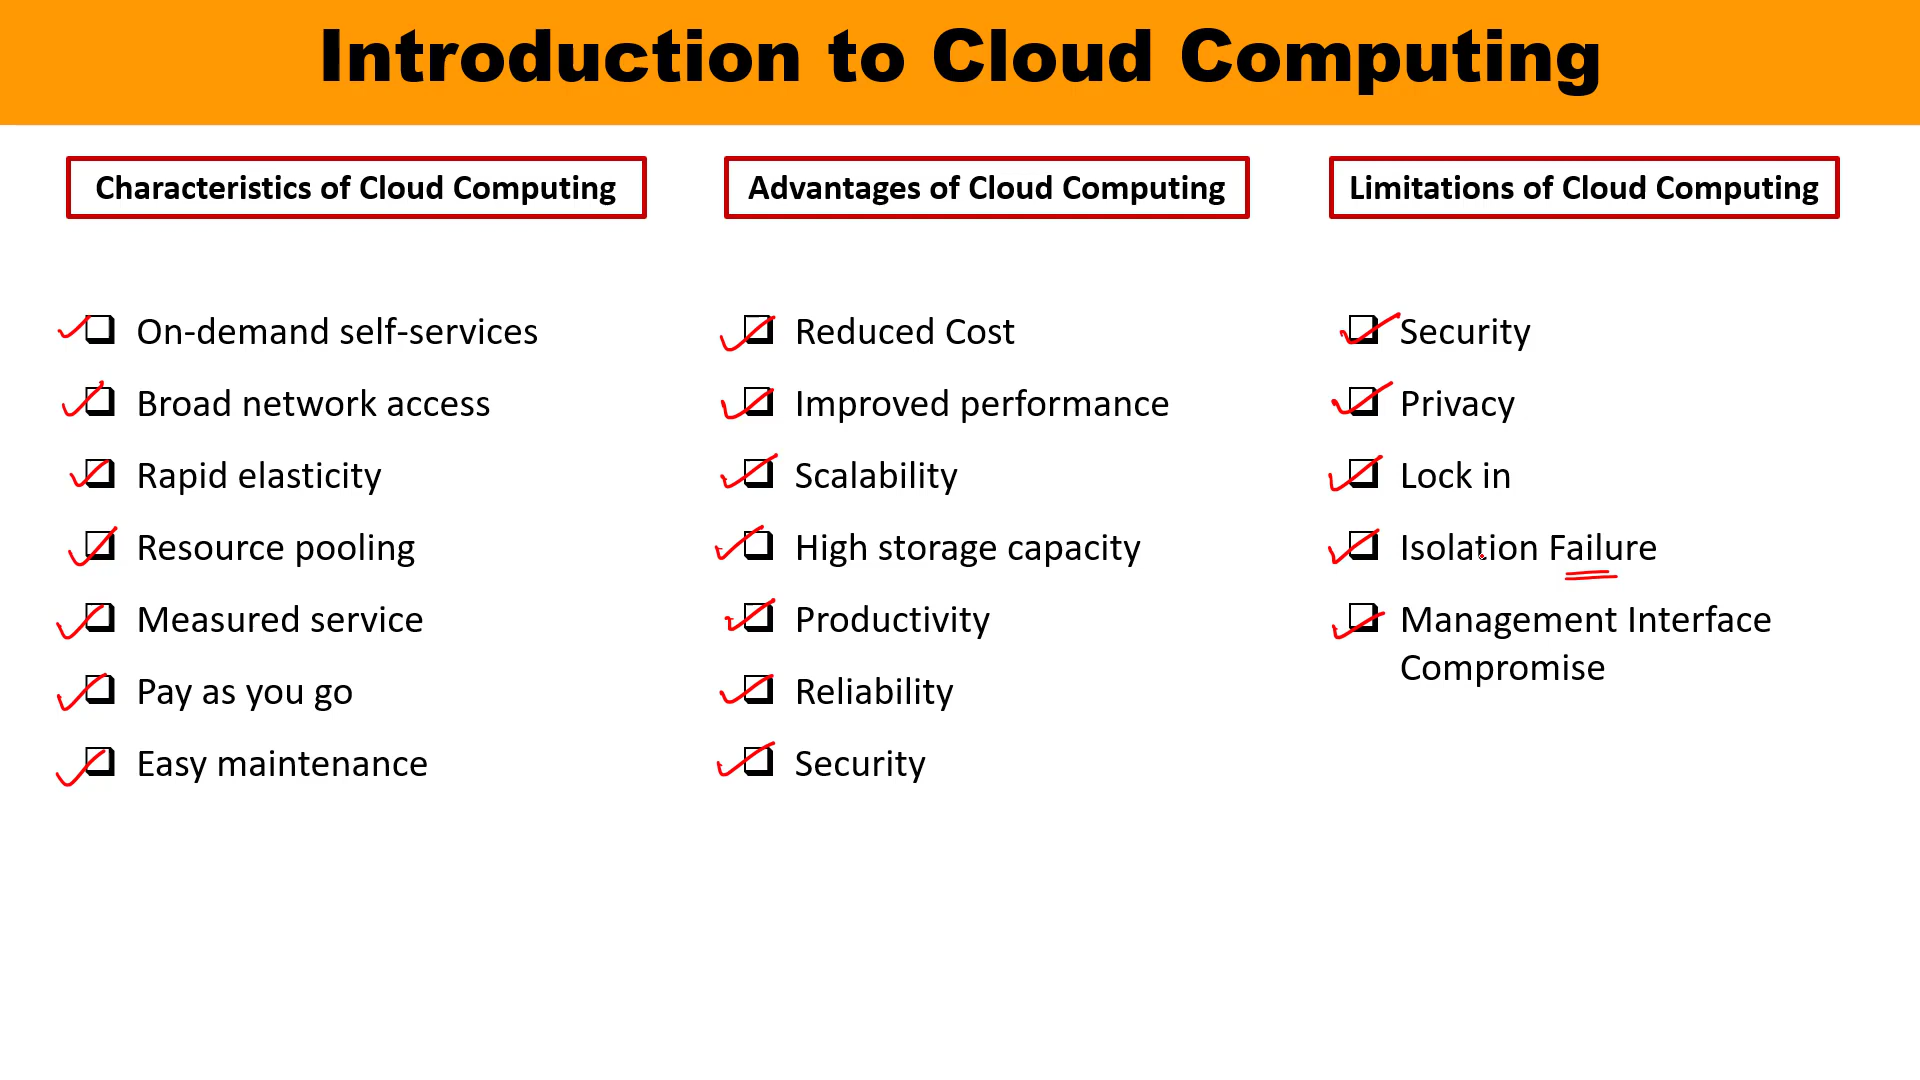 Introduction to Cloud Computing
Characteristics of Cloud Computing
On-demand self-services
Broad network access
Rapid elasticity
Resource pooling
Measured service
Pay as you go
Easy maintenance
Advantages of Cloud Computing
Reduced Cost
Improved performance
Scalability
High storage capacity
Productivity
Reliability
Security
Limitations of Cloud Computing
Security
Privacy
Lock in
Isolation Failure
Management Interface
Compromise